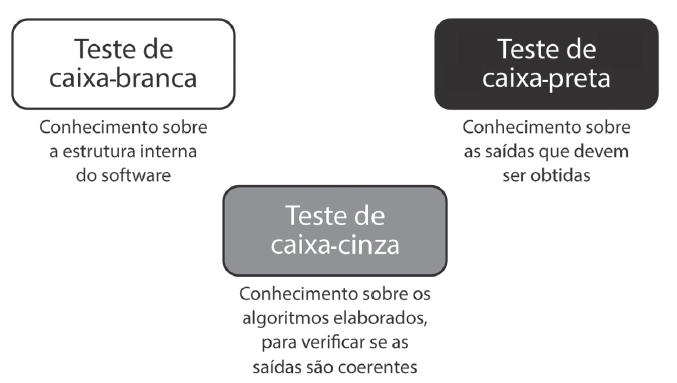 Teste de
caixa-branca
Conhecimento sobre
a estrutura interna
do software
Teste de
caixa-preta
Conhecimento sobre
as saídas que devem
ser obtidas
Teste de
caixa-cinza
Conhecimento sobre os
algoritmos elaborados,
para verificar se as
saídas são coerentes